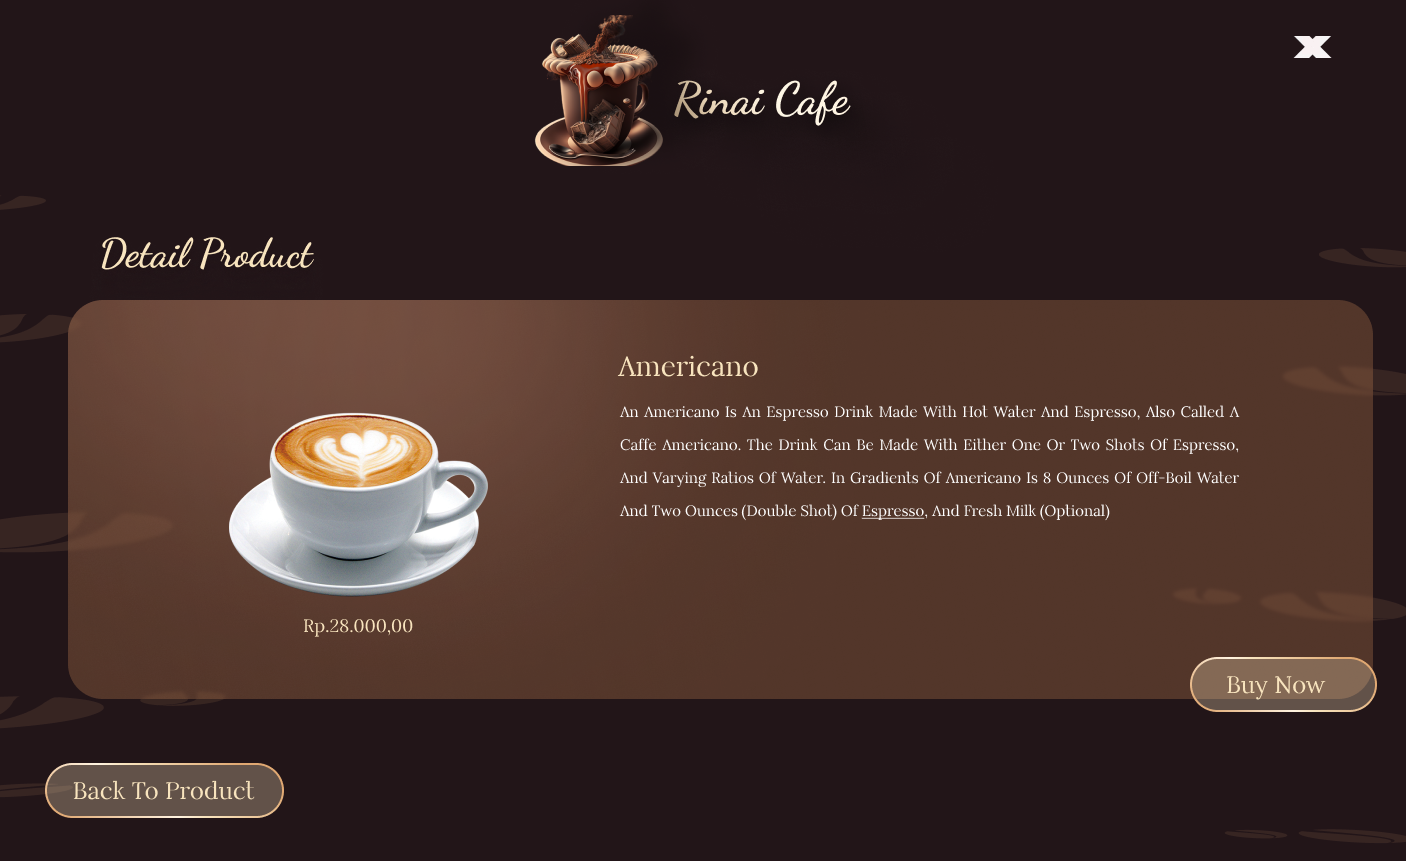 Rinai Cafe
Detail Product
Americano
An Americano Is An Espresso Drink Made With Hot Water And Espresso, Also Called A
Caffe Americano. The Drink Can Be Made With Either One Or Two Shots Of Espresso,
And Varying Ratios Of Water. In Gradients Of Americano Is 8 Ounces Of Off-Boil Water
And Two Ounces (Double Shot) Of Espresso, And Fresh Milk (Optional)
Rp.28.000,00
Buy Now
Back To Product